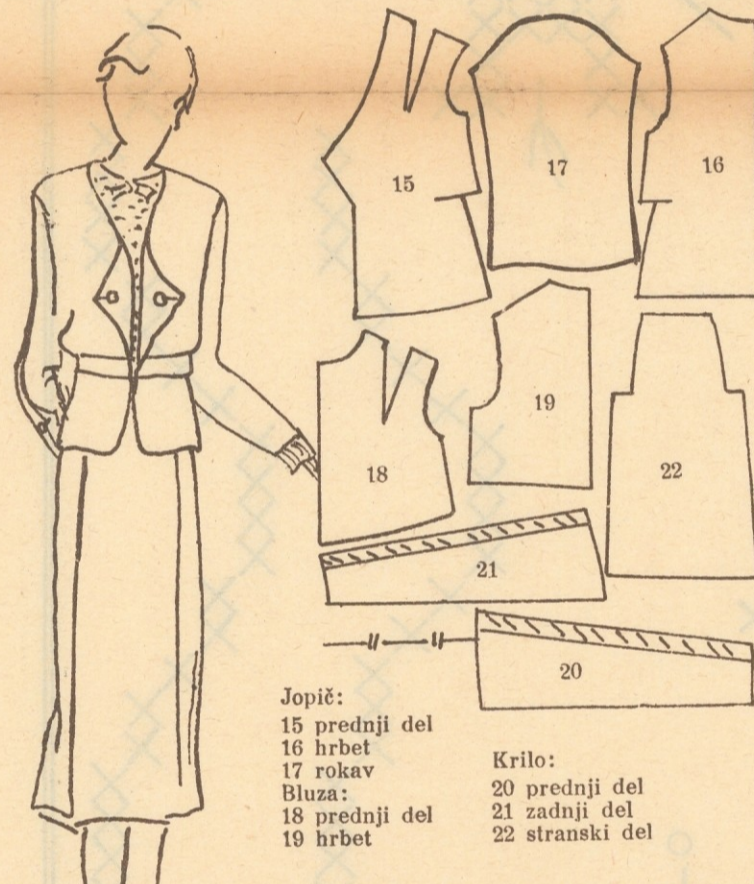 15
17
16
18
19
22
21
20
Jopič:
15 prednji del
16 hrbet
17 rokav
Bluza:
18 prednji del
19 hrbet
Krilo:
20 prednji del
21 zadnji del
22 stranski del